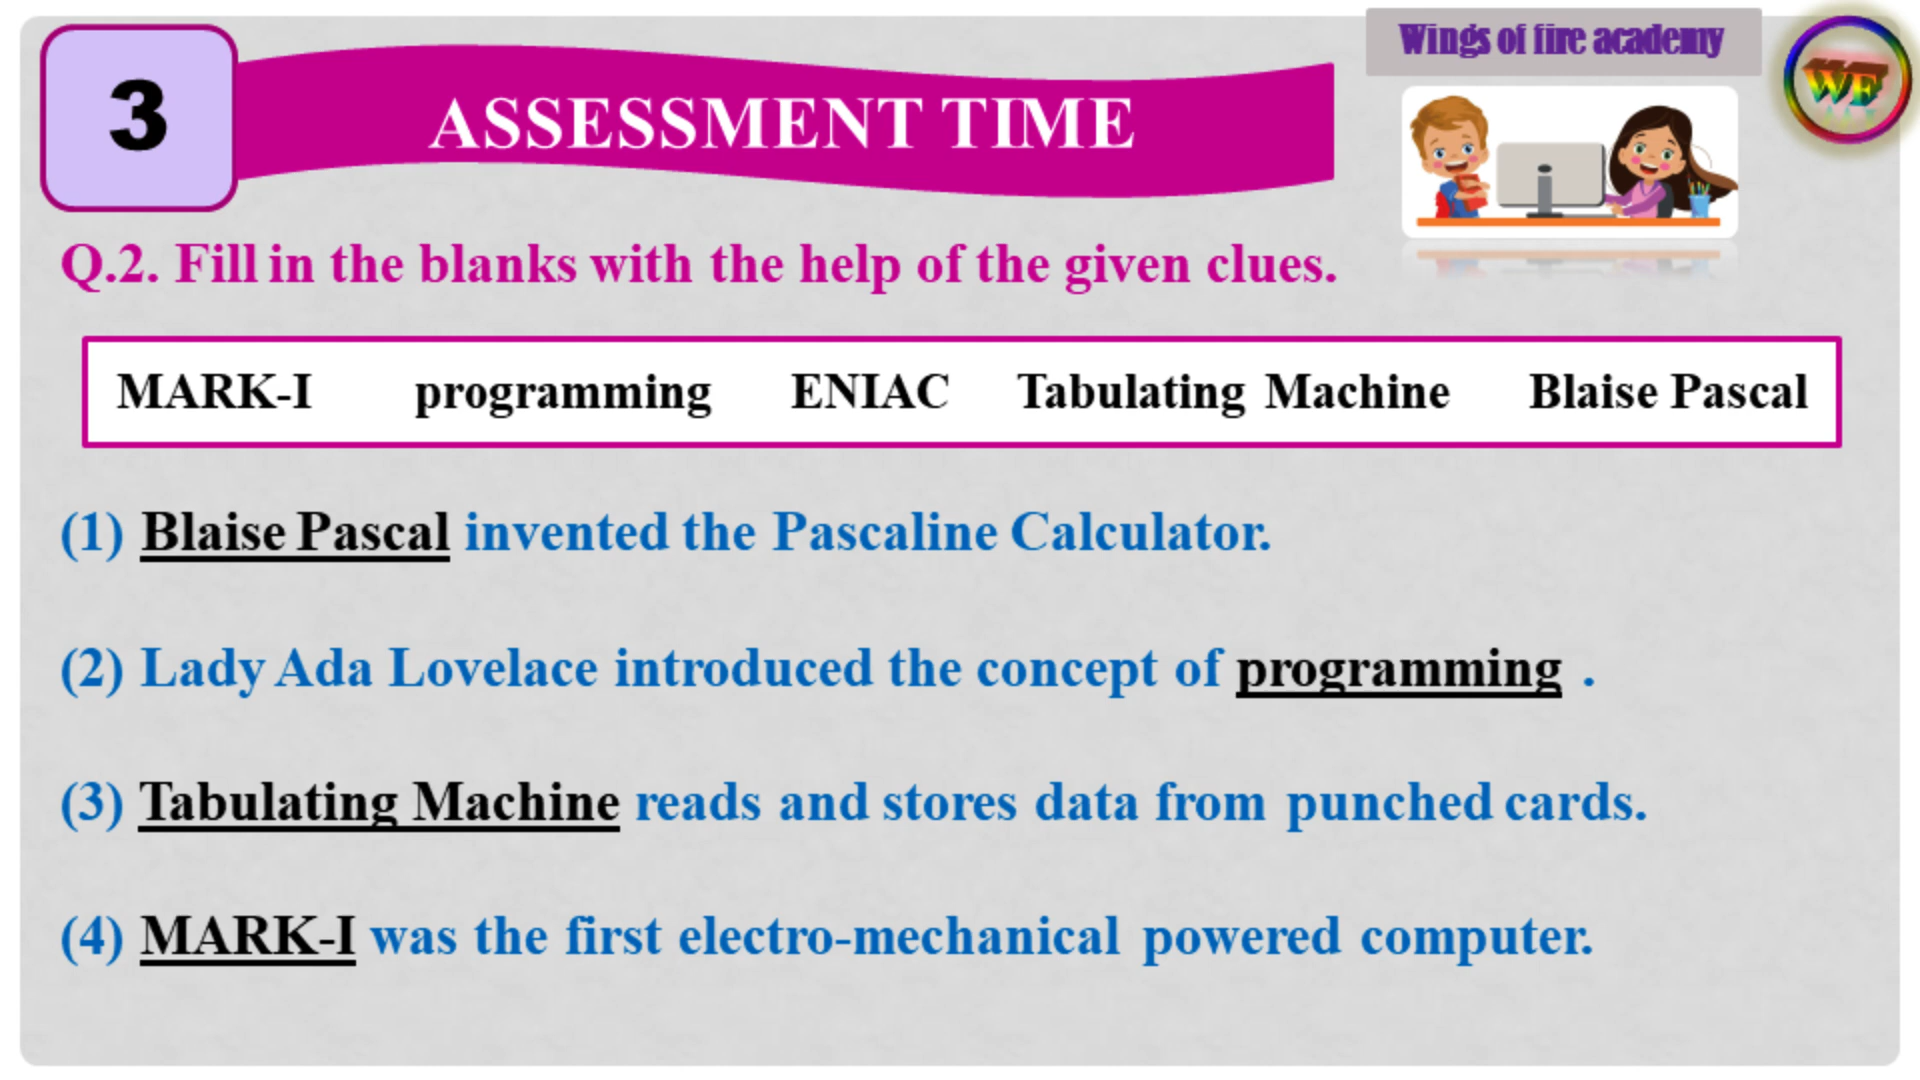 Wings of fire academy
WE
3
ASSESSMENT TIME
Q.2. Fill in the blanks with the help of the given clues.
MARK-I programming ENIAC Tabulating Machine Blaise Pascal
(1) Blaise Pascal invented the Pascaline Calculator.
(2) Lady Ada Lovelace introduced the concept of programming .
(3) Tabulating Machine reads and stores data from punched cards.
(4) MARK-I was the first electro-mechanical powered computer.